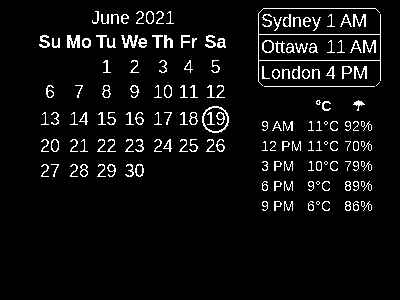 June 2021
Su Mo Tu We Th Fr Sa
1 2 3 4 5
6 7 8 9 10 11 12
13 14 15 16 17 18 19
20 21 22 23 24 25 26
27 28 29 30
Sydney 1 AM
Ottawa 11 AM
London 4 PM
°C ☂
9 AM 11°C 92%
12 PM 11°C 70%
3 PM 10°C 79%
6 PM 9°C 89%
9 PM 6°C 86%